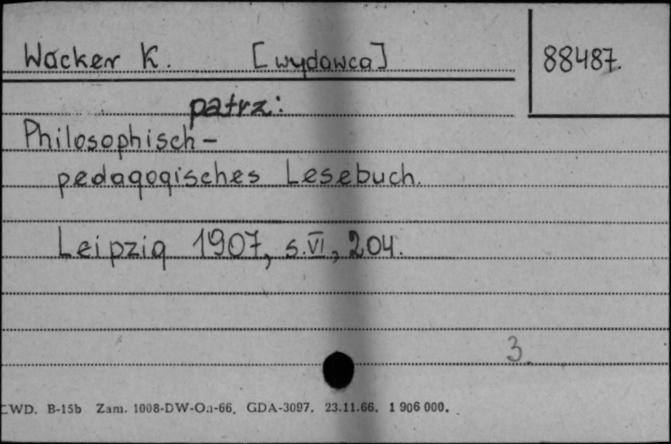 Wacker K. [wydawca] 88487.
patrz:
Philosophisch-
pedagogisches Lesebuch.
Leipzig 1907, s.VI, 204.
3.
CWD. B-15b Zam. 1008-DW-Oa-66. GDA-3097. 23.11.66. 1 906 000.